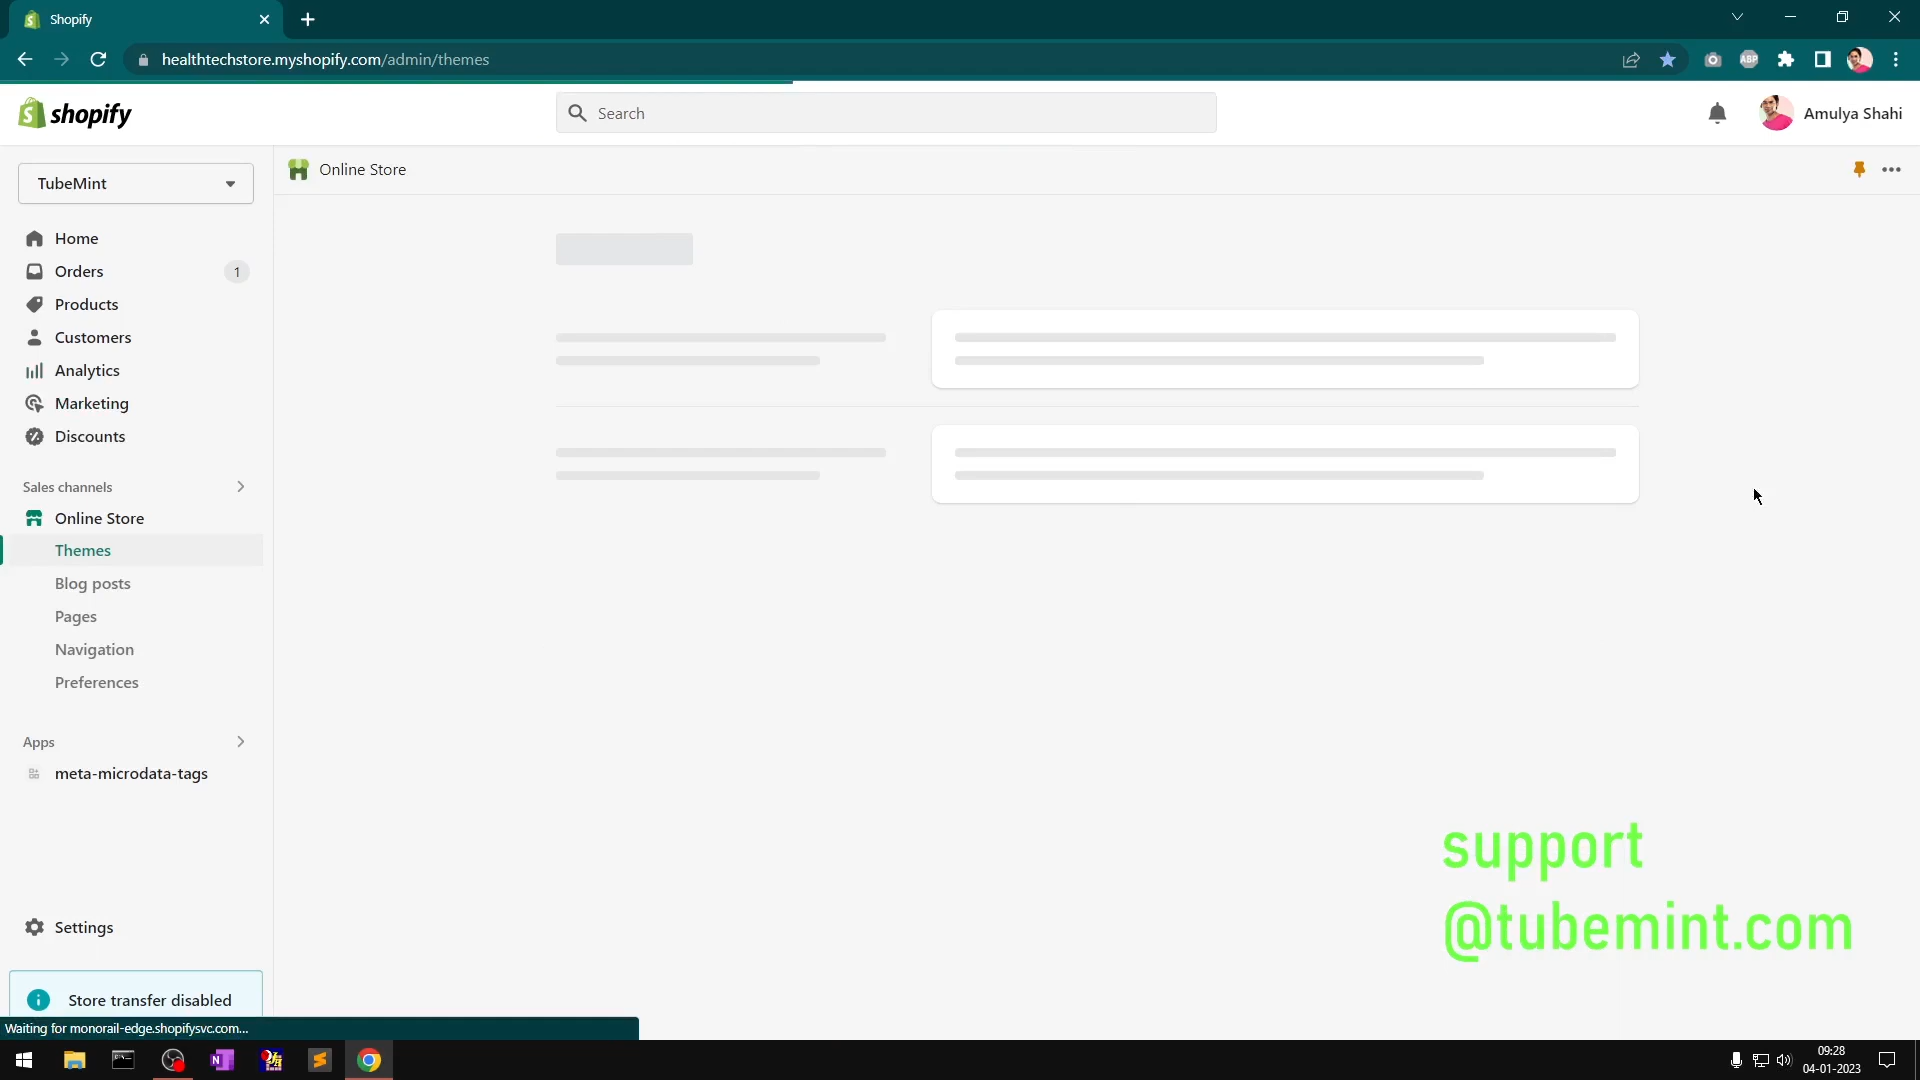 Shopify
healthtechstore.myshopify.com/admin/themes
ABP
shopify
Search
Amulya Shahi
TubeMint
Online Store
Home
Orders 1
Products
Customers
Analytics
Marketing
Discounts
Sales channels
Online Store
Themes
Blog posts
Pages
Navigation
Preferences
Apps
meta-microdata-tags
support
@tubemint.com
Settings
Store transfer disabled
Waiting for monorail-edge.shopifysvc.com...
09:28
04-01-2023